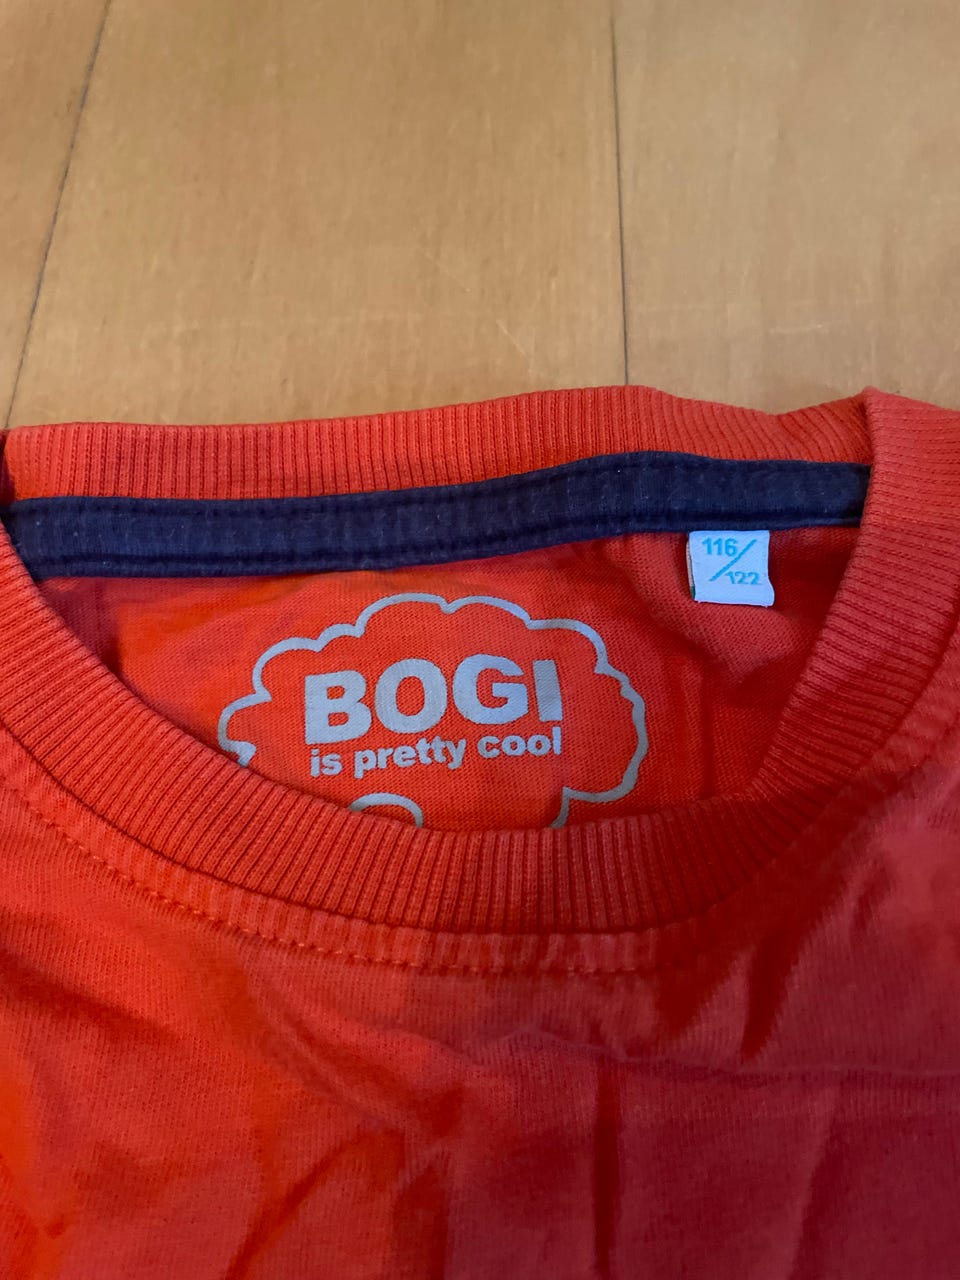 116/
122
BOGI
is pretty cool